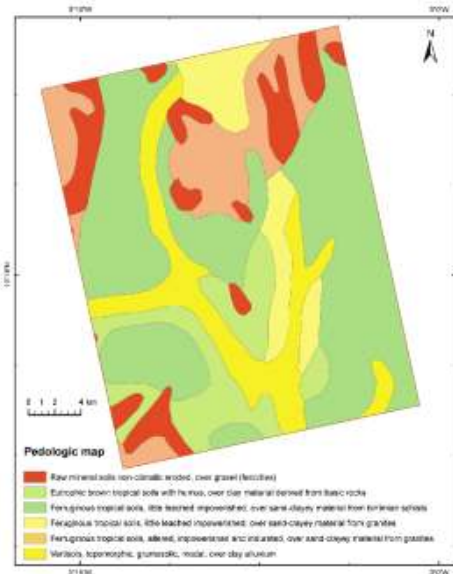 N
0 1 2 4 km
Pedologic map
Raw mineral soils non-climatic eroded, over gravel (ferricites)
Eutrophic brown tropical soils with humus, over clay material derived from basic rocks
Ferruginous tropical soils, little leached impoverished, over sand-clayey material from birrimian schists
Feruginous tropical soils, little leached impoverished, over sand-clayey material from granites
Ferruginous tropical soils, altered, impoverished and indurated, over sand-clayey material from granites
Vertisols, topomorphic, grumosolic, modal, over clay alluvium